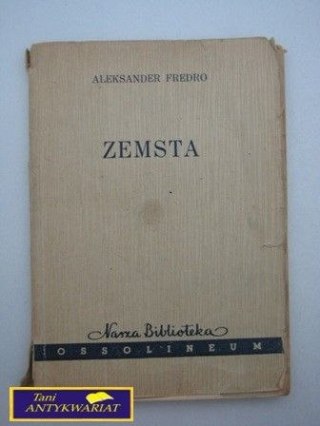 ALEKSANDER FREDRO
ZEMSTA
Nasza Biblioteka
OSSOLINEUM
Tani
ANTYKWARIAT